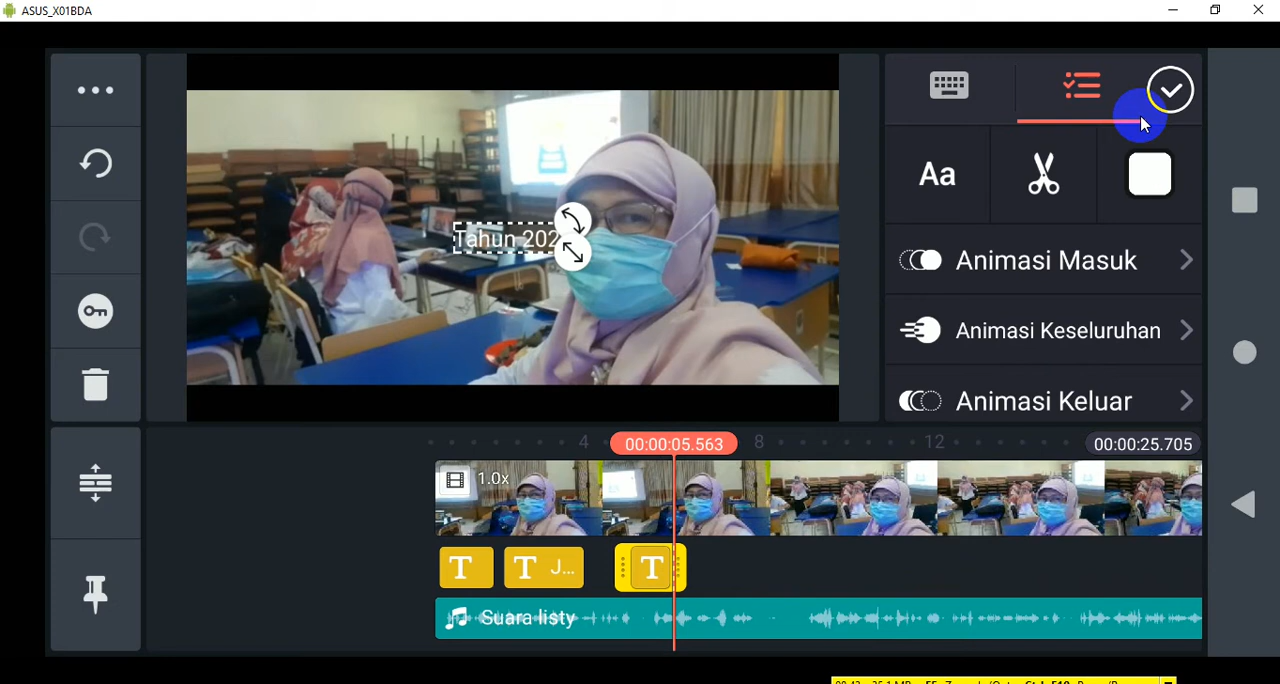 ASUS_X01BDA
Tahun 202
Aa
Animasi Masuk
Animasi Keseluruhan
Animasi Keluar
4
00:00:05.563
8
12
00:00:25.705
1.0x
T
T J...
T
Suara listy